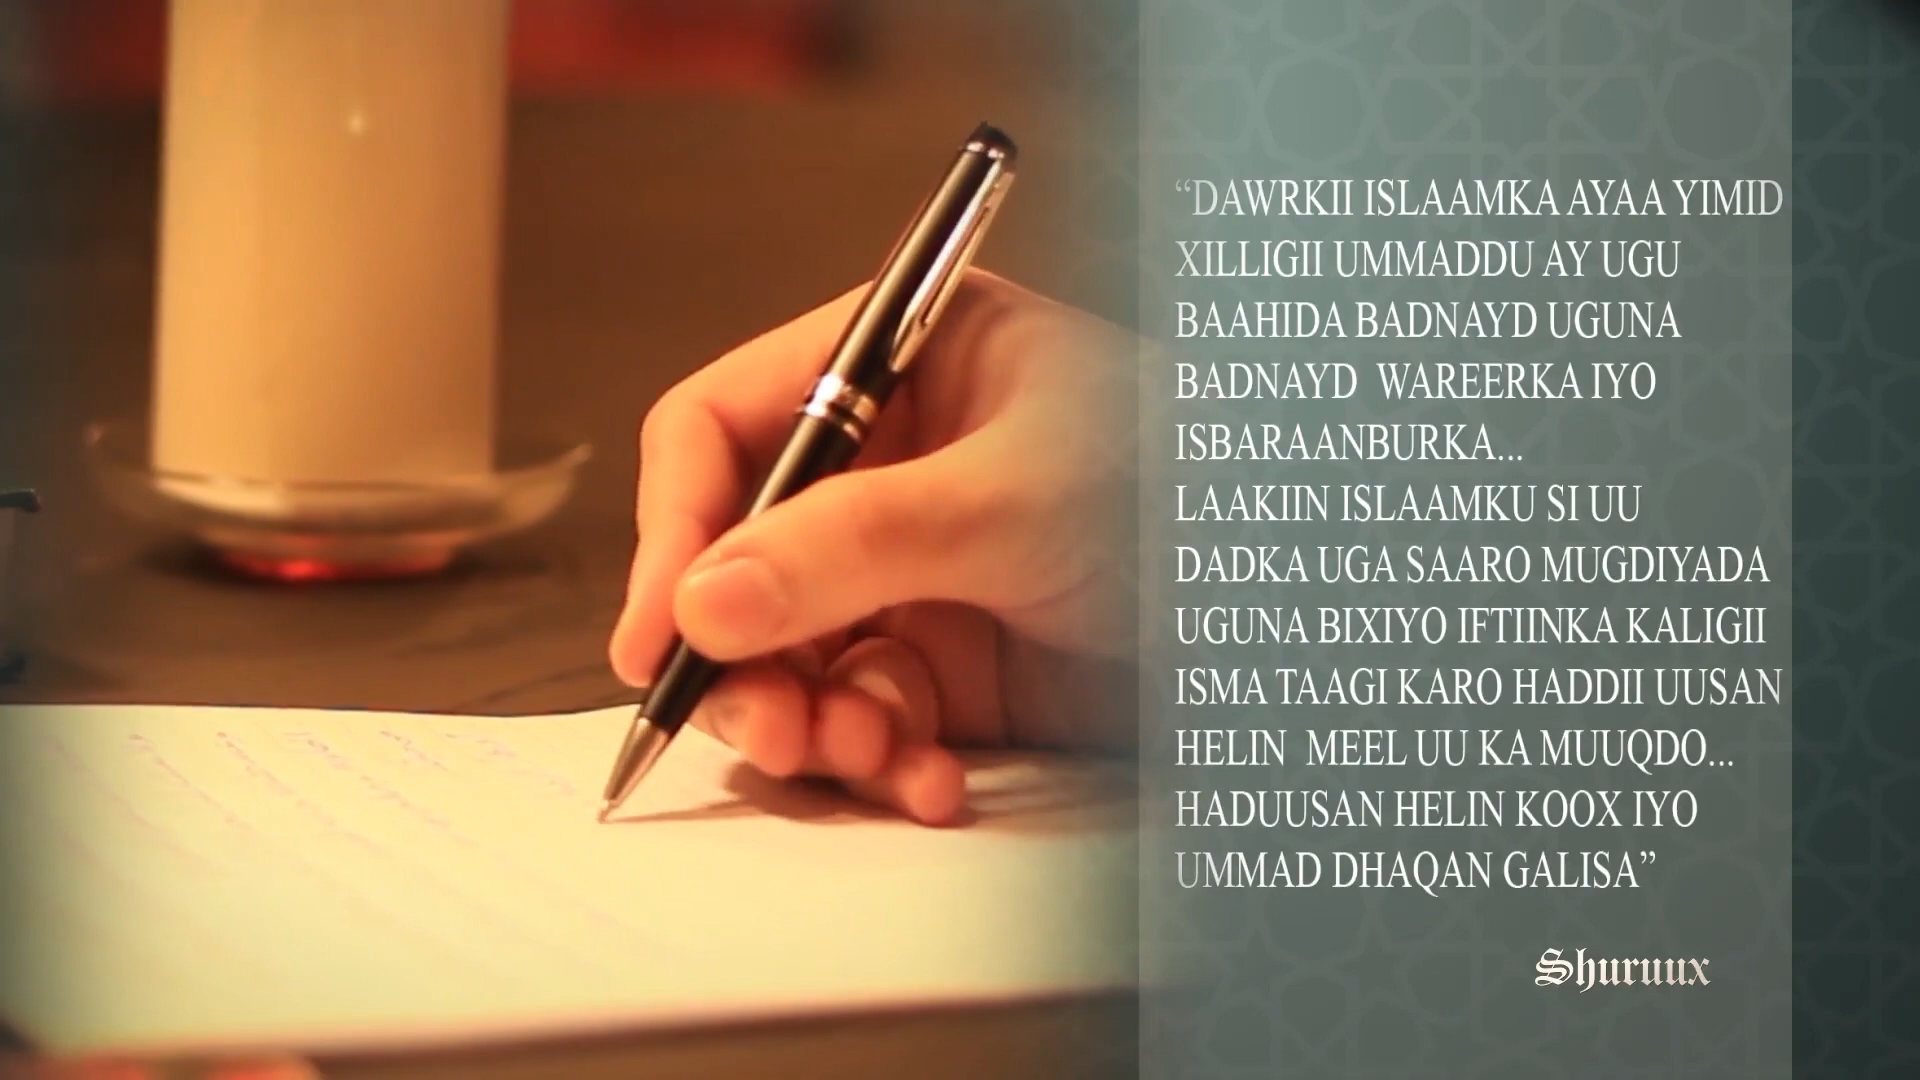 “DAWRKII ISLAAMKA AYAA YIMID
XILLIGII UMMADDU AY UGU
BAAHIDA BADNAYD UGUNA
BADNAYD WAREERKA IYO
ISBARAANBURKA...
LAAKIIN ISLAAMKU SI UU
DADKA UGA SAARO MUGDIYADA
UGUNA BIXIYO IFTIINKA KALIGII
ISMA TAAGI KARO HADDII UUSAN
HELIN MEEL UU KA MUUQDO...
HADUUSAN HELIN KOOX IYO
UMMAD DHAQAN GALISA”
Shuruux